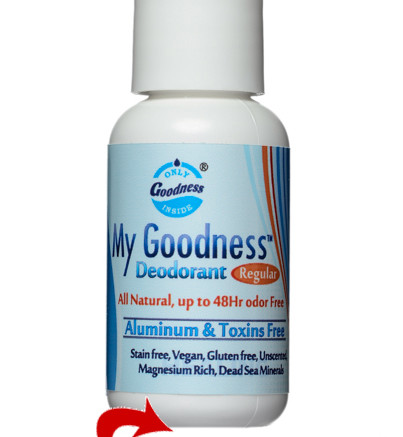 ONLY
Goodness ®
INSIDE
My Goodness™
Deodorant Regular
All Natural, up to 48Hr odor Free
Aluminum & Toxins Free
Stain free, Vegan, Gluten free, Unscented,
Magnesium Rich, Dead Sea Minerals